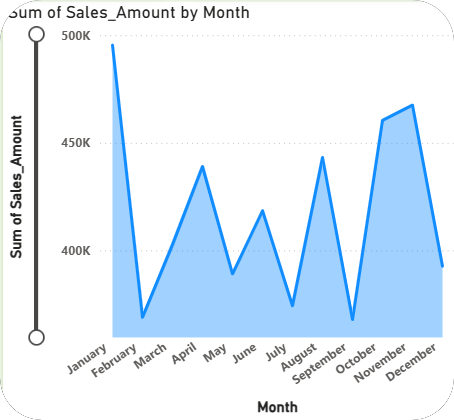 Sum of Sales_Amount by Month
Sum of Sales_Amount
500K
450K
400K
January
February
March
April
May
June
July
August
September
October
November
December
Month